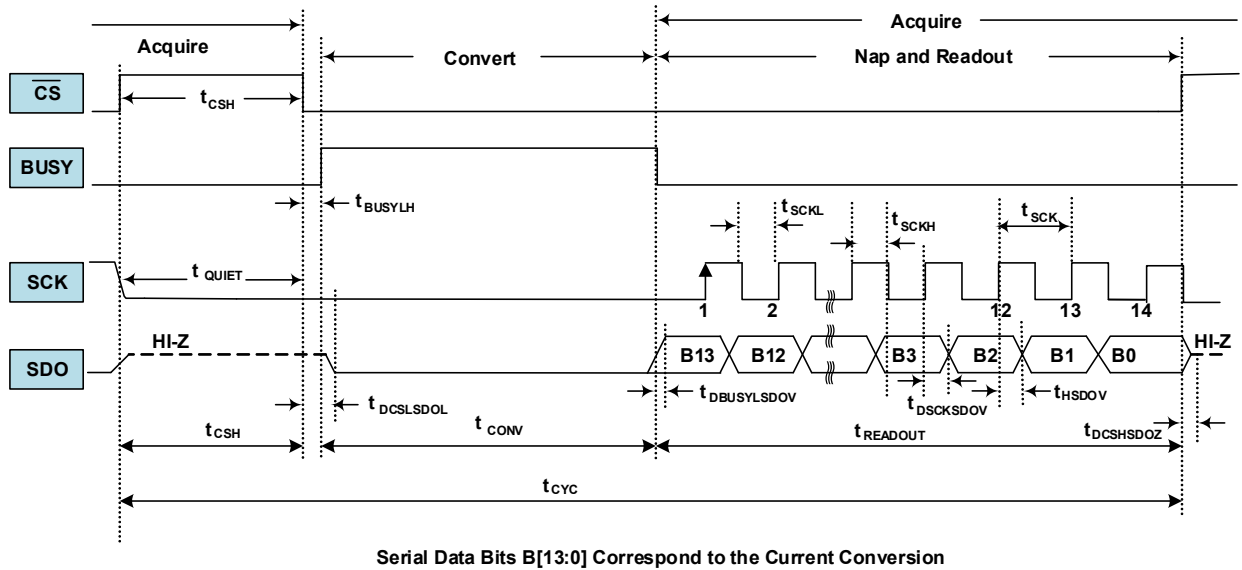 Acquire
Acquire
Convert
Nap and Readout
CS
tCSH
BUSY
tBUSYLH
tSCKL
tSCKH
tSCK
SCK
tQUIET
1 2 12 13 14
SDO
HI-Z
B13 B12 B3 B2 B1 B0
HI-Z
tDCSLSDOL
tDBUSYLSDOV
tDSCKSDOV
tHSDOV
tCSH
tCONV
tREADOUT
tDCSHSDOZ
tCYC
Serial Data Bits B[13:0] Correspond to the Current Conversion